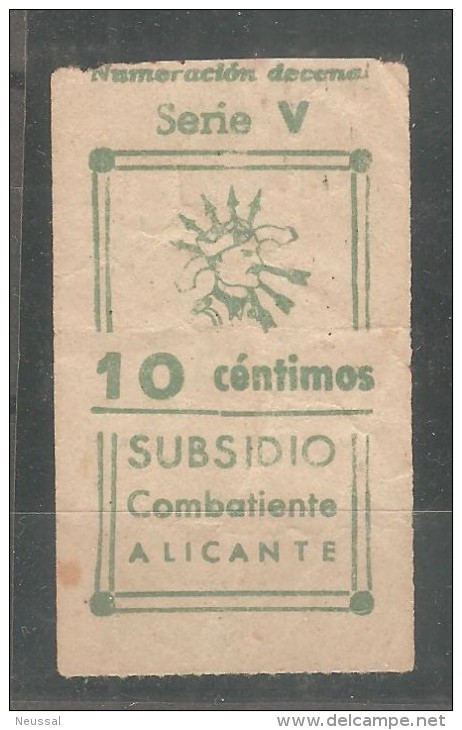 Numeración decenal
Serie V
10 céntimos
SUBSIDIO
Combatiente
ALICANTE
Neussal
www.delcampe.net